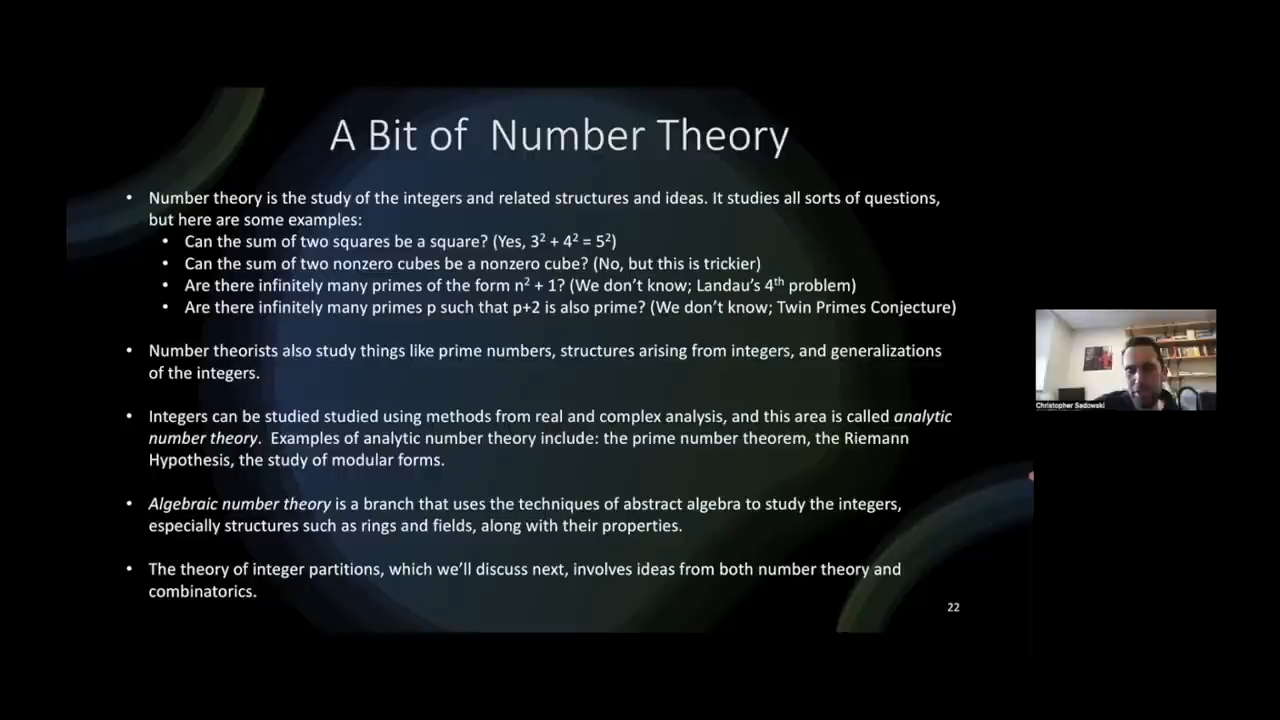 A Bit of Number Theory
• Number theory is the study of the integers and related structures and ideas. It studies all sorts of questions,
but here are some examples:
• Can the sum of two squares be a square? (Yes, 3² + 4² = 5²)
• Can the sum of two nonzero cubes be a nonzero cube? (No, but this is trickier)
• Are there infinitely many primes of the form n² + 1? (We don't know; Landau's 4th problem)
• Are there infinitely many primes p such that p+2 is also prime? (We don't know; Twin Primes Conjecture)
• Number theorists also study things like prime numbers, structures arising from integers, and generalizations
of the integers.
• Integers can be studied studied using methods from real and complex analysis, and this area is called analytic
number theory. Examples of analytic number theory include: the prime number theorem, the Riemann
Hypothesis, the study of modular forms.
• Algebraic number theory is a branch that uses the techniques of abstract algebra to study the integers,
especially structures such as rings and fields, along with their properties.
• The theory of integer partitions, which we'll discuss next, involves ideas from both number theory and
combinatorics.
22
Christopher Sadowski